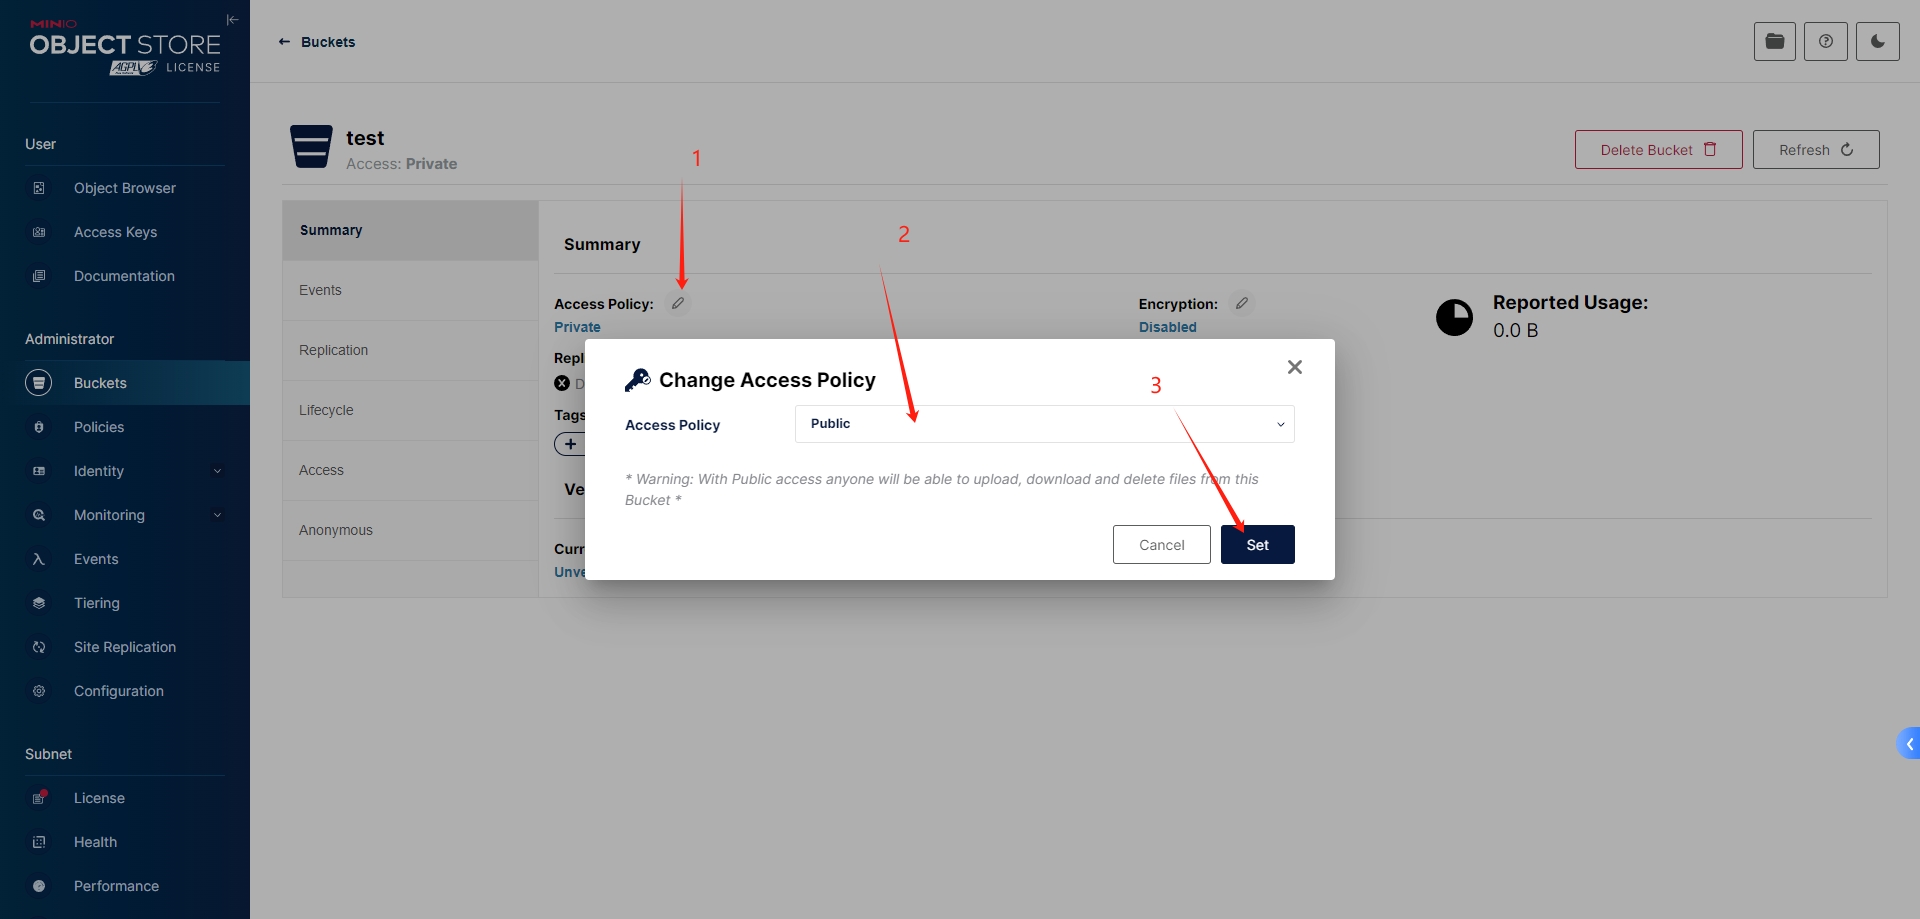 MINIO
OBJECT STORE
AGPLv3 LICENSE
User
Object Browser
Access Keys
Documentation
Administrator
Buckets
Policies
Identity
Monitoring
Events
Tiering
Site Replication
Configuration
Subnet
License
Health
Performance
← Buckets
test
Access: Private
Delete Bucket
Refresh
Summary
Events
Replication
Lifecycle
Access
Anonymous
Summary
Access Policy:
Private
Encryption:
Disabled
Reported Usage:
0.0 B
Repl
D
Tags
+
Ve
Curr
Unve
1
2
3
Change Access Policy
Access Policy
Public
* Warning: With Public access anyone will be able to upload, download and delete files from this
Bucket *
Cancel
Set